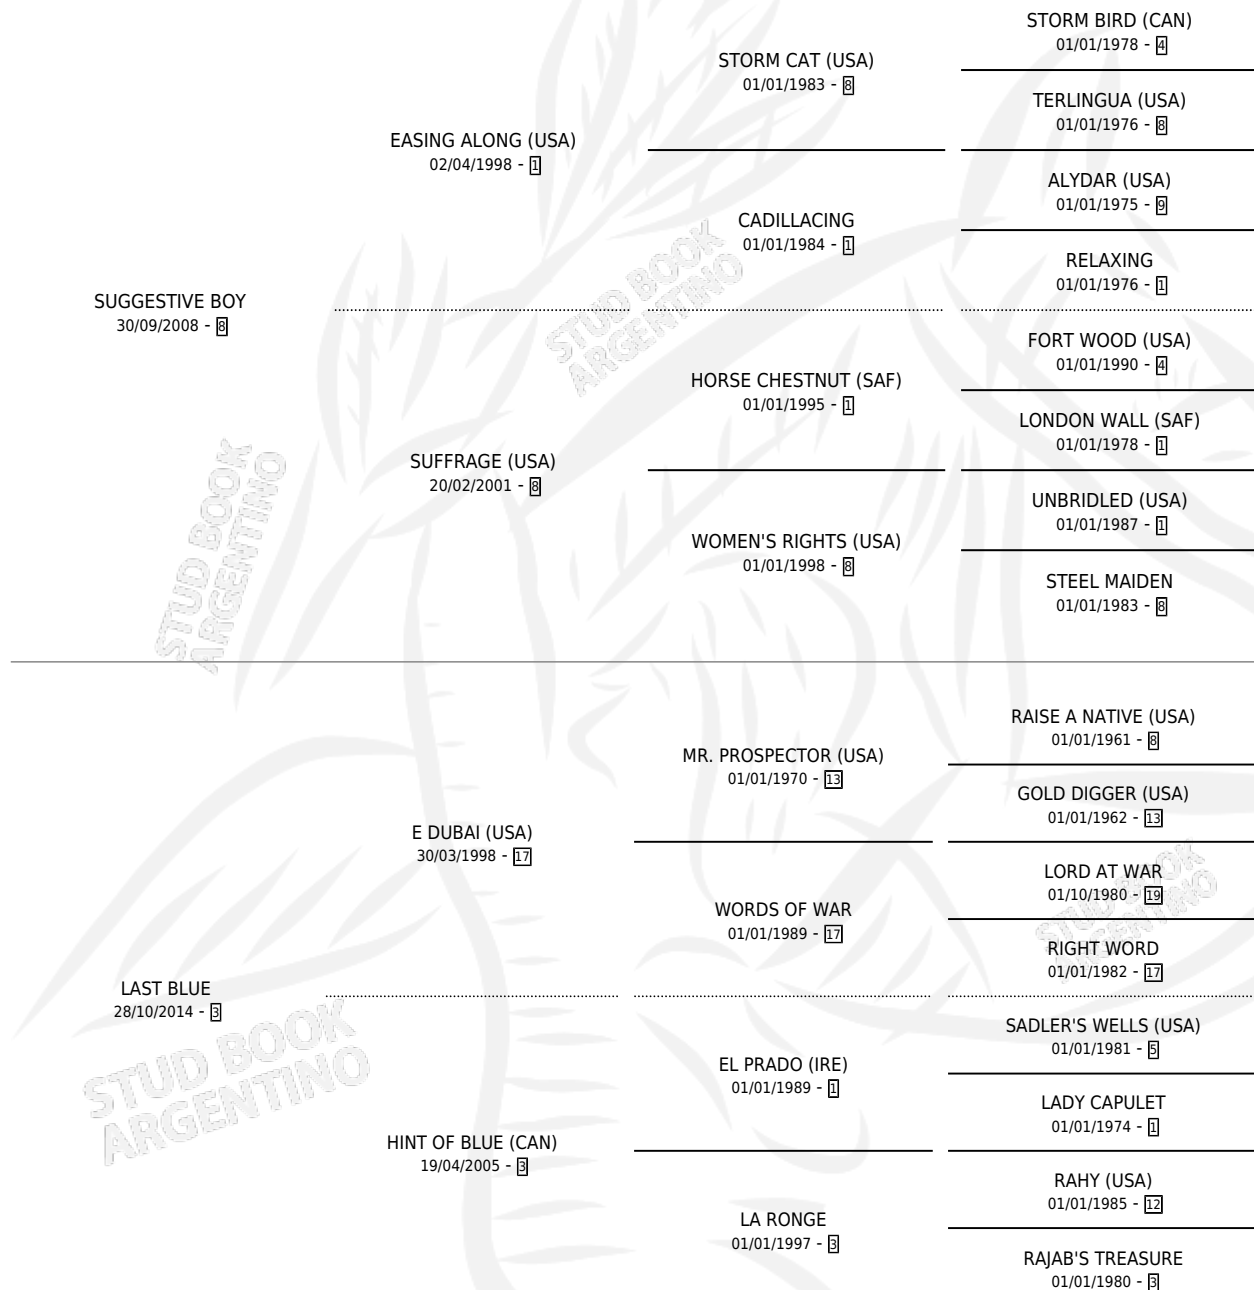 STORM BIRD (CAN)
01/01/1978 - 4
STORM CAT (USA)
01/01/1983 - 8
TERLINGUA (USA)
01/01/1976 - 8
EASING ALONG (USA)
02/04/1998 - 1
ALYDAR (USA)
01/01/1975 - 9
CADILLACING
01/01/1984 - 1
RELAXING
01/01/1976 - 1
SUGGESTIVE BOY
30/09/2008 - 8
STUD BOOK
ARGENTINO
FORT WOOD (USA)
01/01/1990 - 4
HORSE CHESTNUT (SAF)
01/01/1995 - 1
LONDON WALL (SAF)
01/01/1978 - 1
SUFFRAGE (USA)
20/02/2001 - 8
UNBRIDLED (USA)
01/01/1987 - 1
WOMEN'S RIGHTS (USA)
01/01/1998 - 8
STEEL MAIDEN
01/01/1983 - 8
STUD BOOK
ARGENTINO
RAISE A NATIVE (USA)
01/01/1961 - 8
MR. PROSPECTOR (USA)
01/01/1970 - 13
GOLD DIGGER (USA)
01/01/1962 - 13
E DUBAI (USA)
30/03/1998 - 17
LORD AT WAR
01/10/1980 - 19
WORDS OF WAR
01/01/1989 - 17
RIGHT WORD
01/01/1982 - 17
STUD BOOK
ARGENTINO
LAST BLUE
28/10/2014 - 3
SADLER'S WELLS (USA)
01/01/1981 - 5
EL PRADO (IRE)
01/01/1989 - 1
LADY CAPULET
01/01/1974 - 1
STUD BOOK
ARGENTINO
HINT OF BLUE (CAN)
19/04/2005 - 3
RAHY (USA)
01/01/1985 - 12
LA RONGE
01/01/1997 - 3
RAJAB'S TREASURE
01/01/1980 - 3